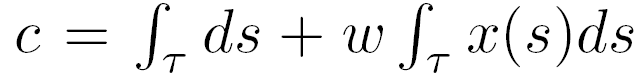 c = ∫_τ ds + w ∫_τ x(s)ds